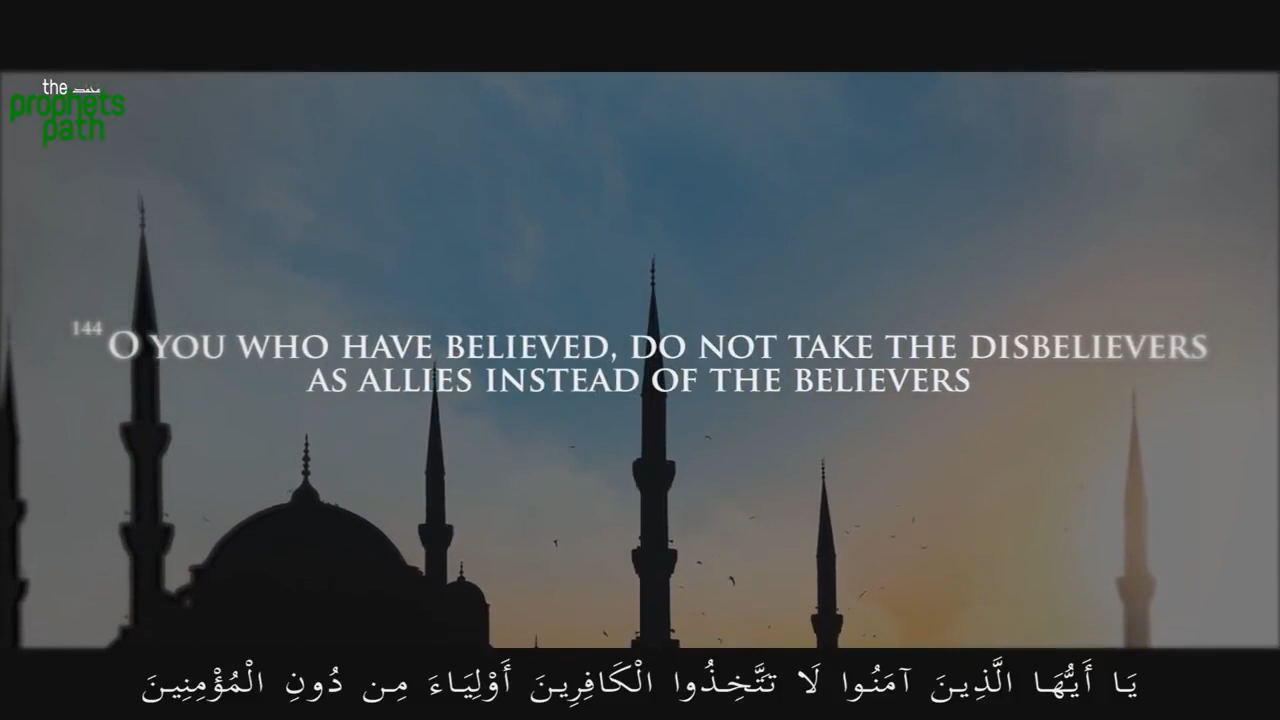 the محمد
prophets
path
144 O YOU WHO HAVE BELIEVED, DO NOT TAKE THE DISBELIEVERS
AS ALLIES INSTEAD OF THE BELIEVERS
يَا أَيُّهَا الَّذِينَ آمَنُوا لَا تَتَّخِذُوا الْكَافِرِينَ أَوْلِيَاءَ مِن دُونِ الْمُؤْمِنِينَ